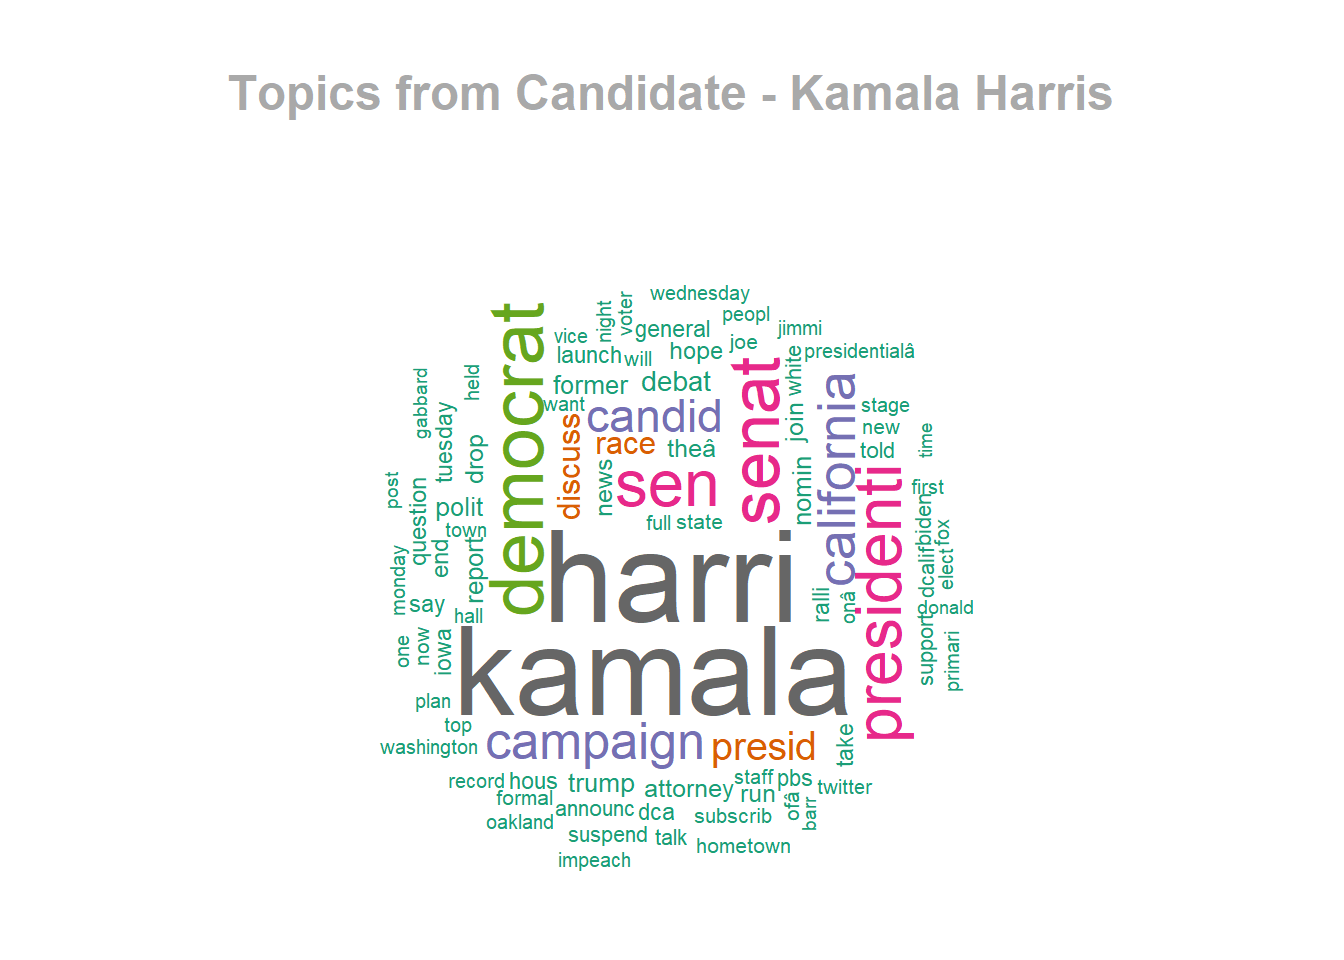 Topics from Candidate - Kamala Harris
wednesday
peopl
night
voter
general
jimmi
vice
joe
launch
will
hope
white
presidentialâ
former
debat
held
gabbard
want
candid
senat
california
join
stage
tuesday
democrat
discuss
race
theâ
new
told
time
drop
news
sen
nomin
post
question
polit
first
full
state
town
presidenti
dcalif
biden
fox
end
report
harri
elect
monday
say
hall
ralli
onâ
donald
one
now
iowa
kamala
support
primari
plan
top
washington
campaign
presid
take
record
hous
trump
attorney
staff
pbs
run
twitter
formal
announc
dca
subscrib
ofâ
barr
oakland
suspend
talk
hometown
impeach